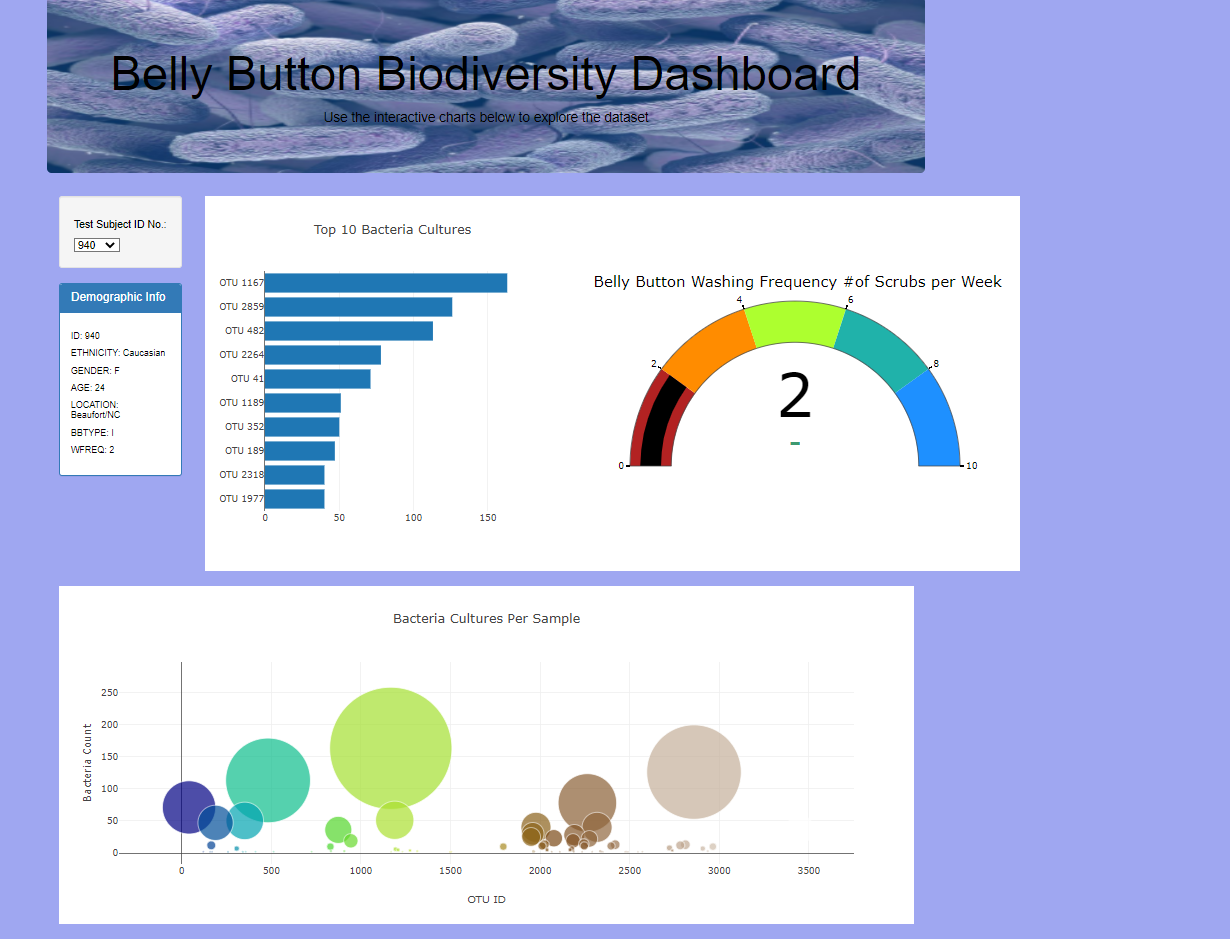 Belly Button Biodiversity Dashboard
Use the interactive charts below to explore the dataset
Test Subject ID No.:
940
Demographic Info
ID: 940
ETHNICITY: Caucasian
GENDER: F
AGE: 24
LOCATION:
Beaufort/NC
BBTYPE: I
WFREQ: 2
Top 10 Bacteria Cultures
OTU 1167
OTU 2859
OTU 482
OTU 2264
OTU 41
OTU 1189
OTU 352
OTU 189
OTU 2318
OTU 1977
0 50 100 150
Belly Button Washing Frequency #of Scrubs per Week
4 6
2 8
2
-
0 10
Bacteria Cultures Per Sample
Bacteria Count
250
200
150
100
50
0
0 500 1000 1500 2000 2500 3000 3500
OTU ID